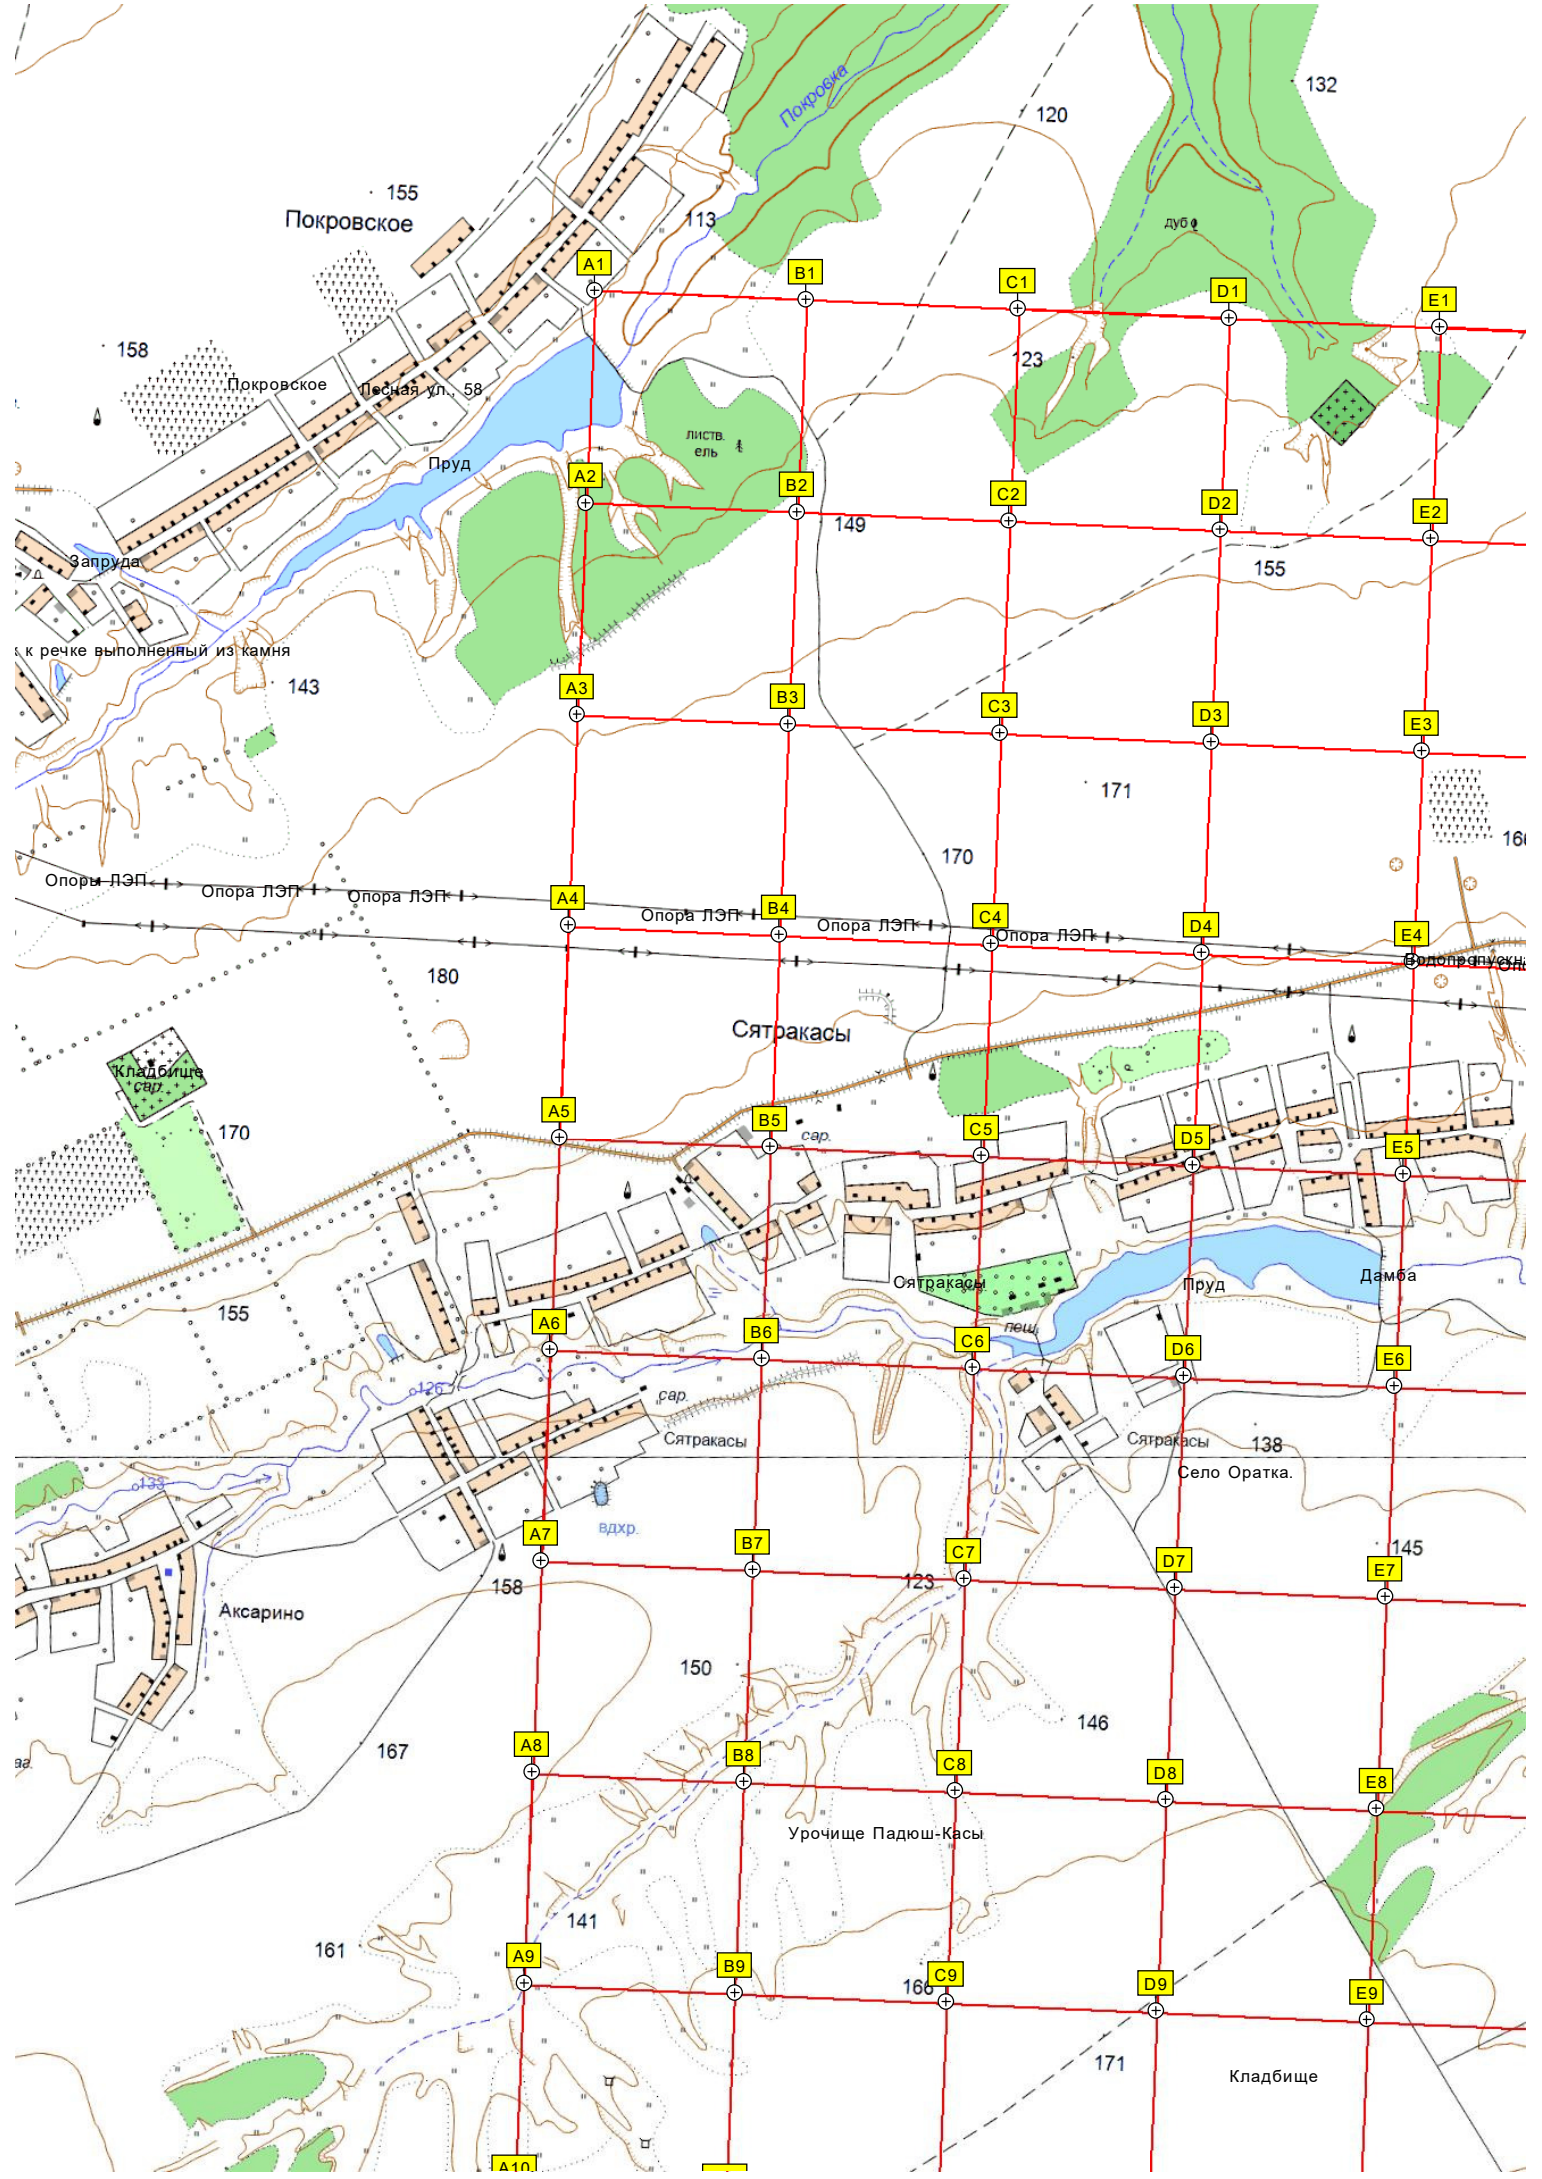 132
120
Покровка
155
Покровское
113
дуб
A1
B1
C1
D1
E1
158
123
Покровское
Лесная ул., 58
листв.
ель
Пруд
A2
B2
C2
D2
E2
149
Запруда
155
к речке выполненный из камня
143
A3
B3
C3
D3
E3
171
166
170
Опоры ЛЭП
Опора ЛЭП
Опора ЛЭП
A4
B4
C4
D4
E4
Опора ЛЭП
Опора ЛЭП
Опора ЛЭП
Водопропускн
180
Сятракасы
Кладбище
сар.
A5
B5
C5
D5
E5
170
сар.
Сятракасы
Пруд
Дамба
155
пеш.
A6
B6
C6
D6
E6
126
сар.
Сятракасы
Сятракасы
138
Село Оратка.
133
вдхр.
A7
B7
C7
D7
E7
145
158
123
Аксарино
150
146
167
A8
B8
C8
D8
E8
Урочище Падюш-Касы
141
161
A9
B9
C9
D9
E9
166
171
Кладбище
A10